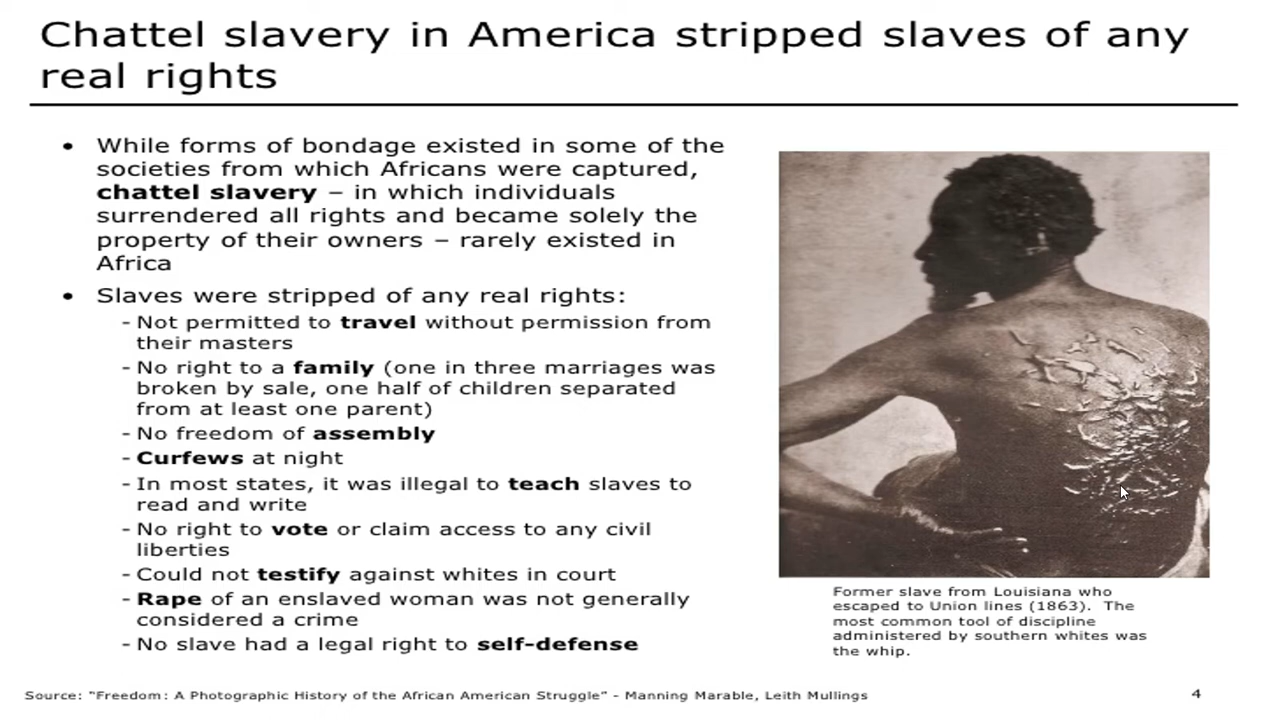 Chattel slavery in America stripped slaves of any
real rights
• While forms of bondage existed in some of the
societies from which Africans were captured,
chattel slavery – in which individuals
surrendered all rights and became solely the
property of their owners – rarely existed in
Africa
• Slaves were stripped of any real rights:
- Not permitted to travel without permission from
their masters
- No right to a family (one in three marriages was
broken by sale, one half of children separated
from at least one parent)
- No freedom of assembly
- Curfews at night
- In most states, it was illegal to teach slaves to
read and write
- No right to vote or claim access to any civil
liberties
- Could not testify against whites in court
- Rape of an enslaved woman was not generally
considered a crime
- No slave had a legal right to self-defense
Former slave from Louisiana who
escaped to Union lines (1863). The
most common tool of discipline
administered by southern whites was
the whip.
Source: “Freedom: A Photographic History of the African American Struggle” - Manning Marable, Leith Mullings
4